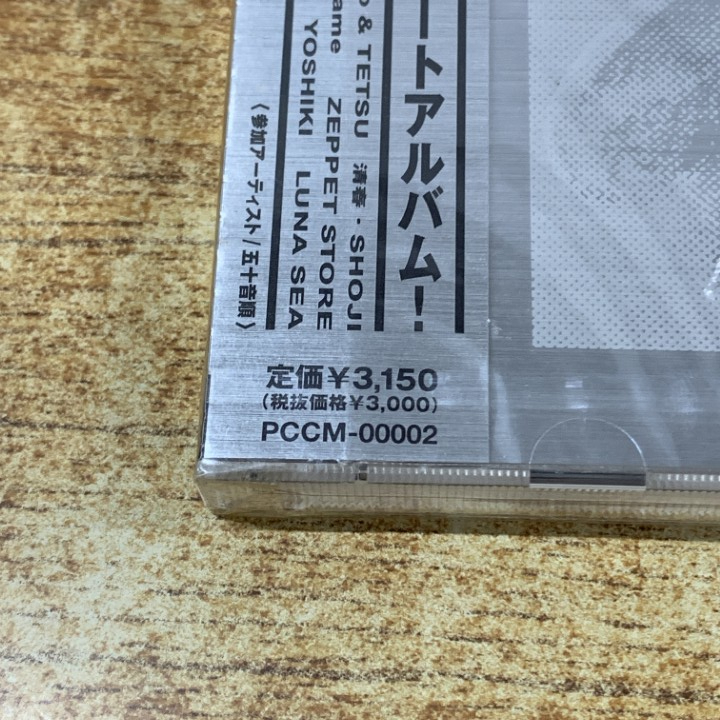 ートアルバム！
& TETSU 清春・SHOJI
ame ZEPPET STORE
YOSHIKI LUNA SEA
〈参加アーティスト/五十音順〉
定価¥3,150
(税抜価格¥3,000)
PCCM-00002